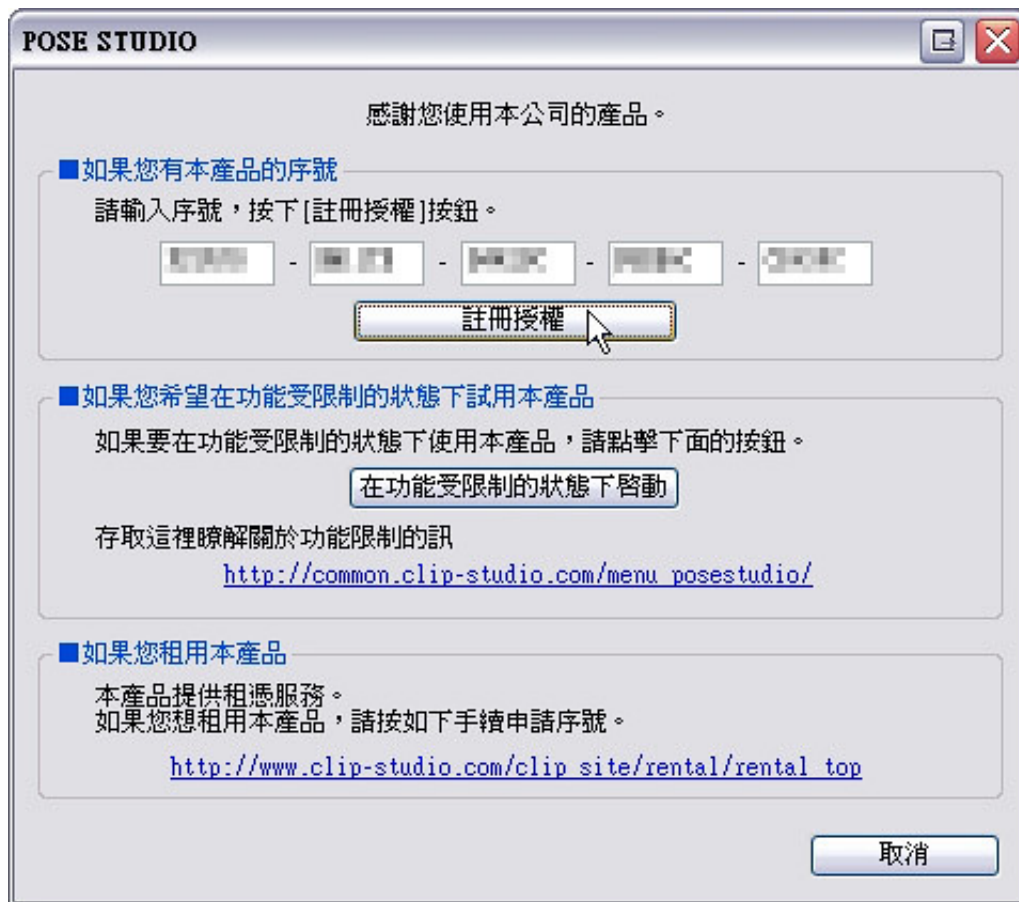 POSE STUDIO
感謝您使用本公司的產品。
■如果您有本產品的序號
請輸入序號，按下[註冊授權]按鈕。
- - - -
註冊授權
■如果您希望在功能受限制的狀態下試用本產品
如果要在功能受限制的狀態下使用本產品，請點擊下面的按鈕。
在功能受限制的狀態下啓動
存取這裡瞭解關於功能限制的訊
http://common.clip-studio.com/menu_posestudio/
■如果您租用本產品
本產品提供租憑服務。
如果您想租用本產品，請按如下手續申請序號。
http://www.clip-studio.com/clip_site/rental/rental_top
取消